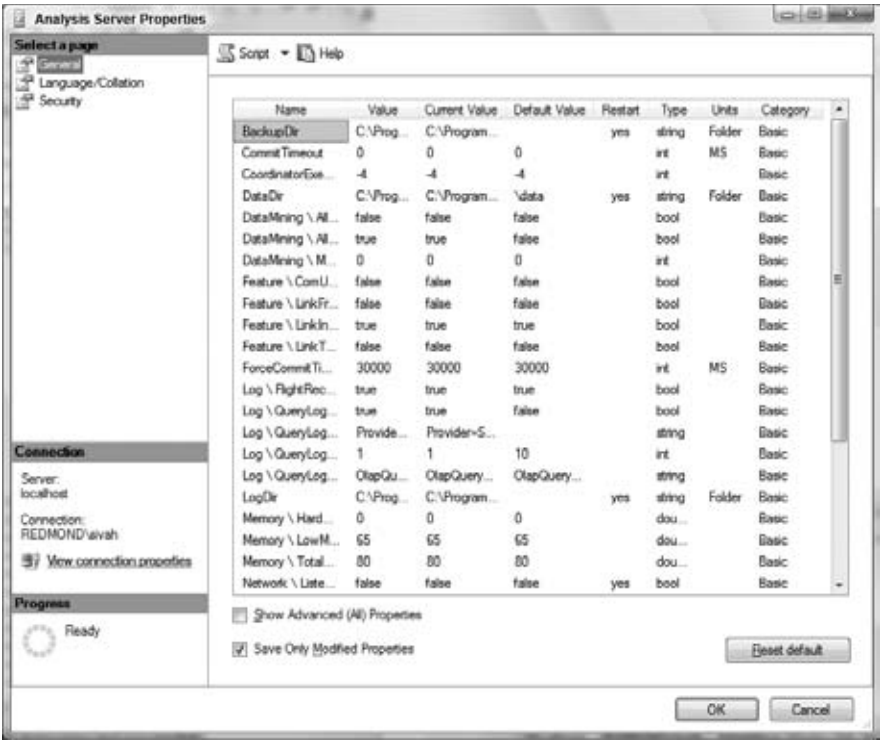 Analysis Server Properties
Select a page
General
Language/Collation
Security
Script Help
Name Value Current Value Default Value Restart Type Units Category
BackupDir C:\Prog... C:\Program... yes string Folder Basic
CommitTimeout 0 0 0 int MS Basic
CoordinatorExe... -4 -4 -4 int Basic
DataDir C:\Prog... C:\Program... \data yes string Folder Basic
DataMining \ All... false false false bool Basic
DataMining \ Al... true true false bool Basic
DataMining \ M... 0 0 0 int Basic
Feature \ ComU... false false false bool Basic
Feature \ LinkFr... false false false bool Basic
Feature \ LinkIn... true true true bool Basic
Feature \ LinkT... false false false bool Basic
ForceCommitTi... 30000 30000 30000 int MS Basic
Log \ FlightRec... true true true bool Basic
Log \ QueryLog... true true false bool Basic
Log \ QueryLog... Provide... Provider=S... string Basic
Log \ QueryLog... 1 1 10 int Basic
Log \ QueryLog... OlapQu... OlapQuery... OlapQuery... string Basic
LogDir C:\Prog... C:\Program... yes string Folder Basic
Memory \ Hard... 0 0 0 dou... Basic
Memory \ LowM... 65 65 65 dou... Basic
Memory \ Total... 80 80 80 dou... Basic
Network \ Liste... false false false yes bool Basic
Show Advanced (All) Properties
Save Only Modified Properties
Reset default
Connection
Server:
localhost
Connection:
REDMOND\sivah
View connection properties
Progress
Ready
OK Cancel